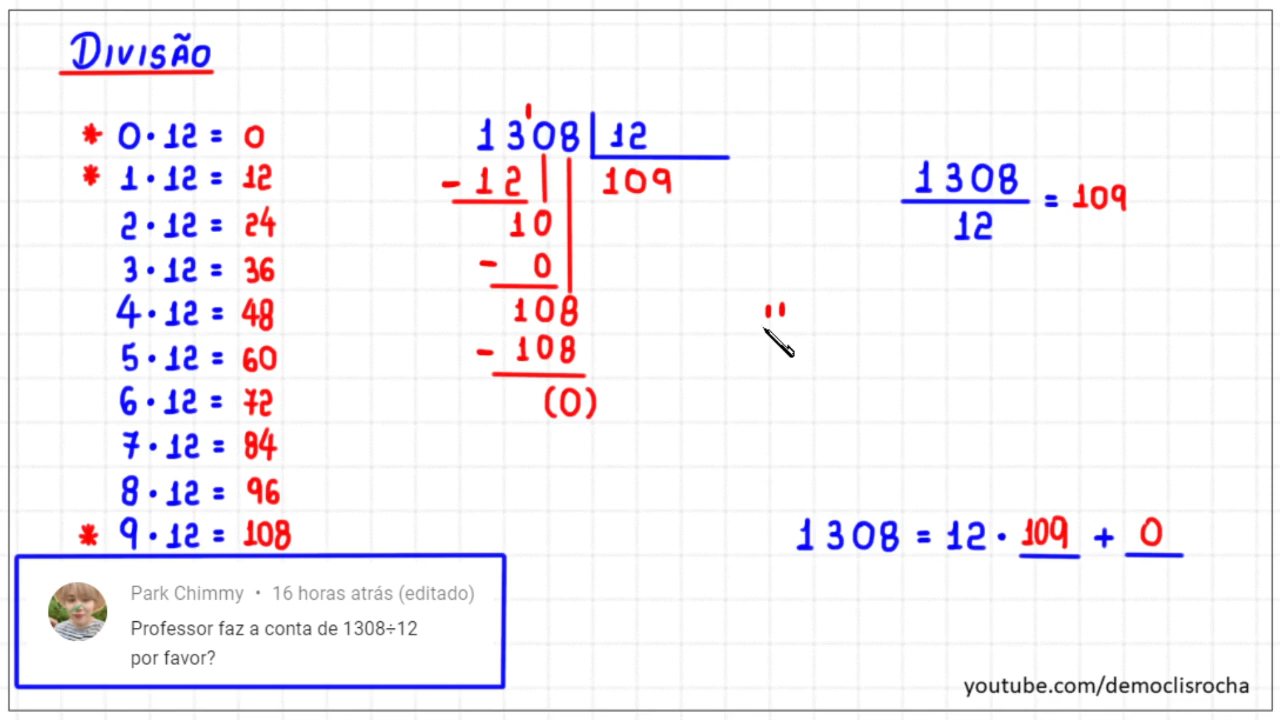 DIVISÃO
* 0 · 12 = 0
* 1 · 12 = 12
2 · 12 = 24
3 · 12 = 36
4 · 12 = 48
5 · 12 = 60
6 · 12 = 72
7 · 12 = 84
8 · 12 = 96
* 9 · 12 = 108
1308 12
- 12 109
10
- 0
108
- 108
(0)
1308
12
= 109
1308 = 12 · 109 + 0
Park Chimmy • 16 horas atrás (editado)
Professor faz a conta de 1308÷12
por favor?
youtube.com/democlisrocha